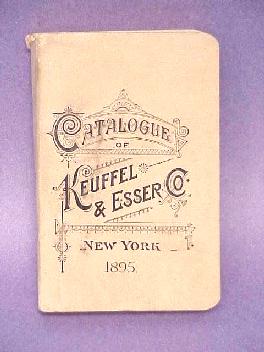 CATALOGUE
OF
KEUFFEL
& ESSER CO.
NEW YORK
1895.